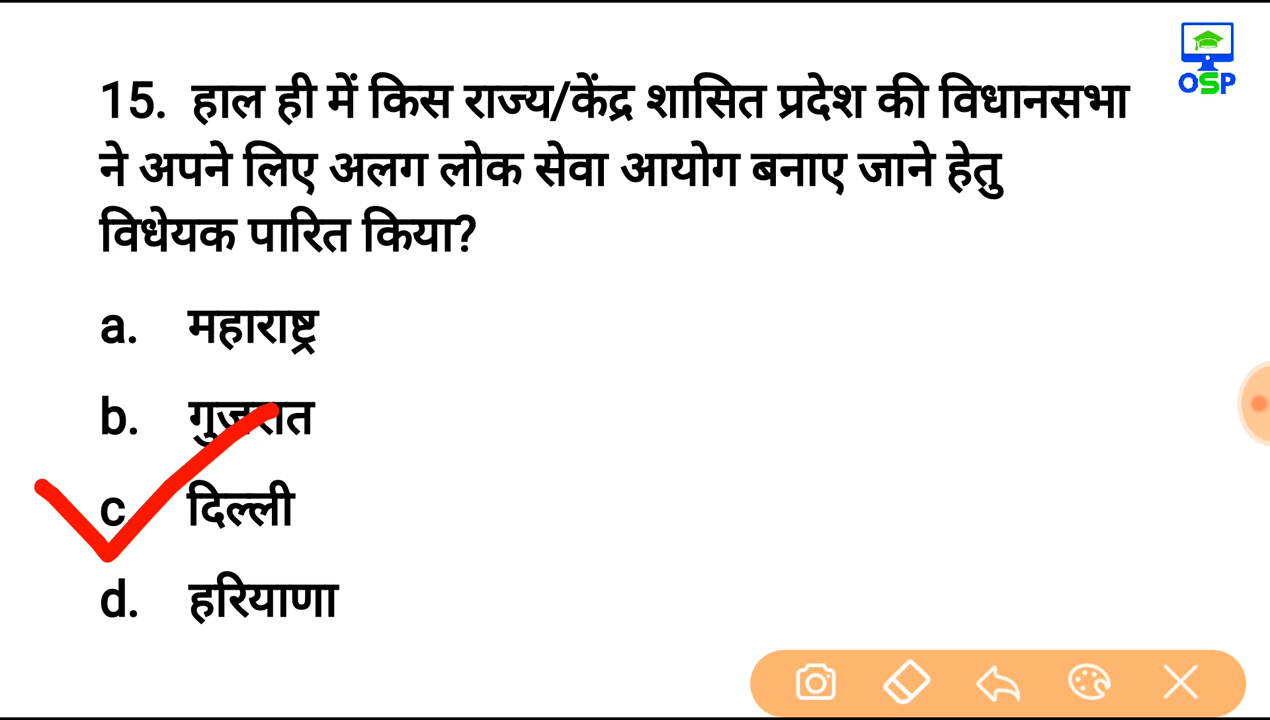 OSP
15. हाल ही में किस राज्य/केंद्र शासित प्रदेश की विधानसभा
ने अपने लिए अलग लोक सेवा आयोग बनाए जाने हेतु
विधेयक पारित किया?
a. महाराष्ट्र
b. गुजरात
c. दिल्ली
d. हरियाणा